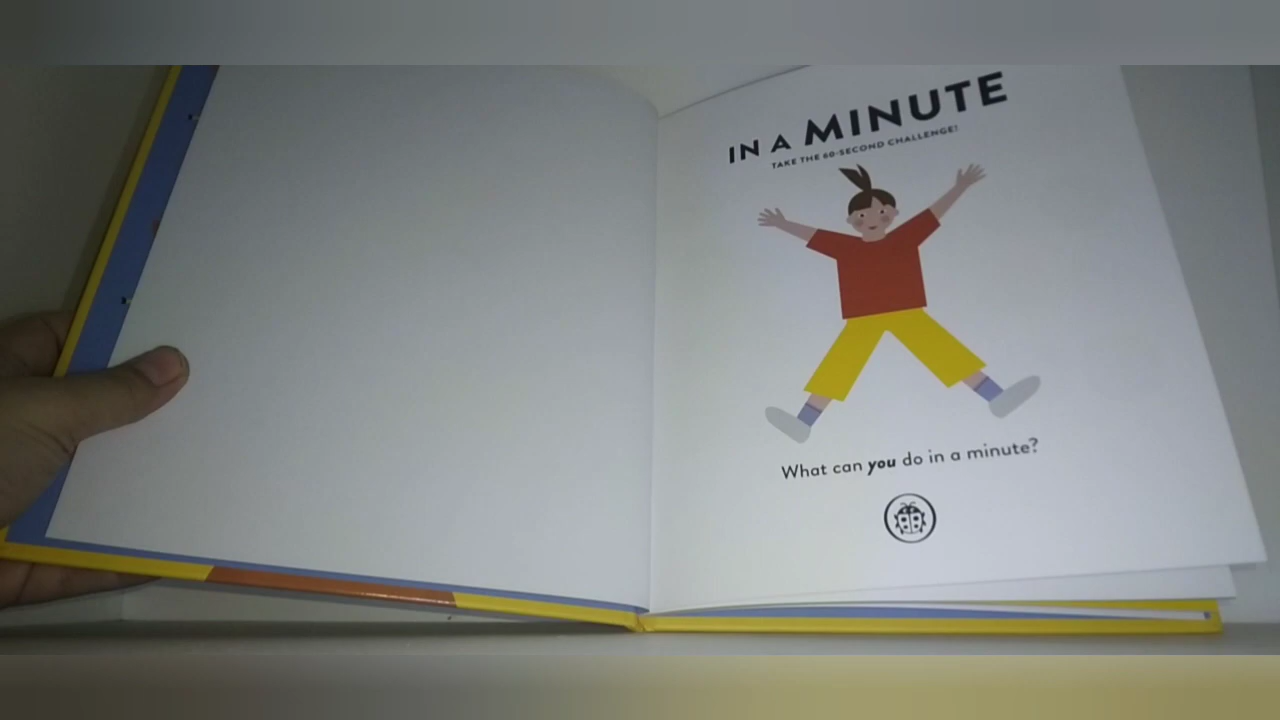 IN A MINUTE
TAKE THE 60-SECOND CHALLENGE!
What can you do in a minute?